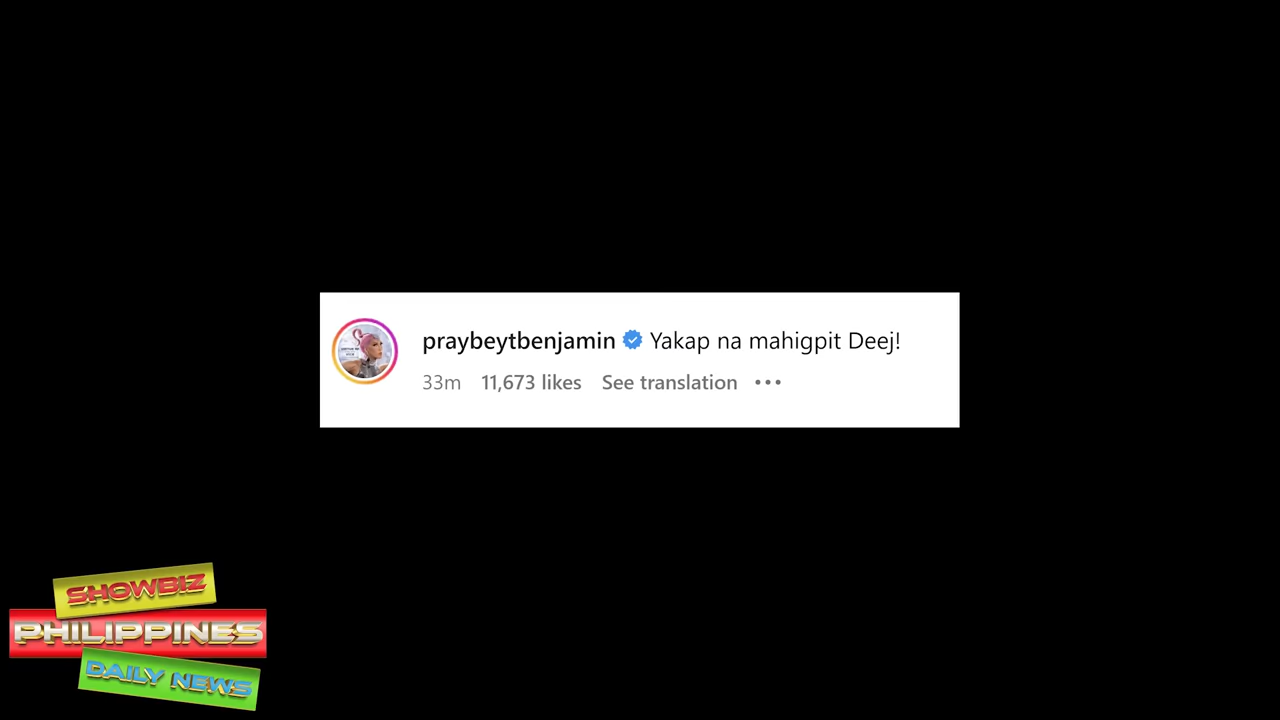 praybeytbenjamin Yakap na mahigpit Deej!
33m 11,673 likes See translation •••
SHOWBIZ
PHILIPPINES
DAILY NEWS